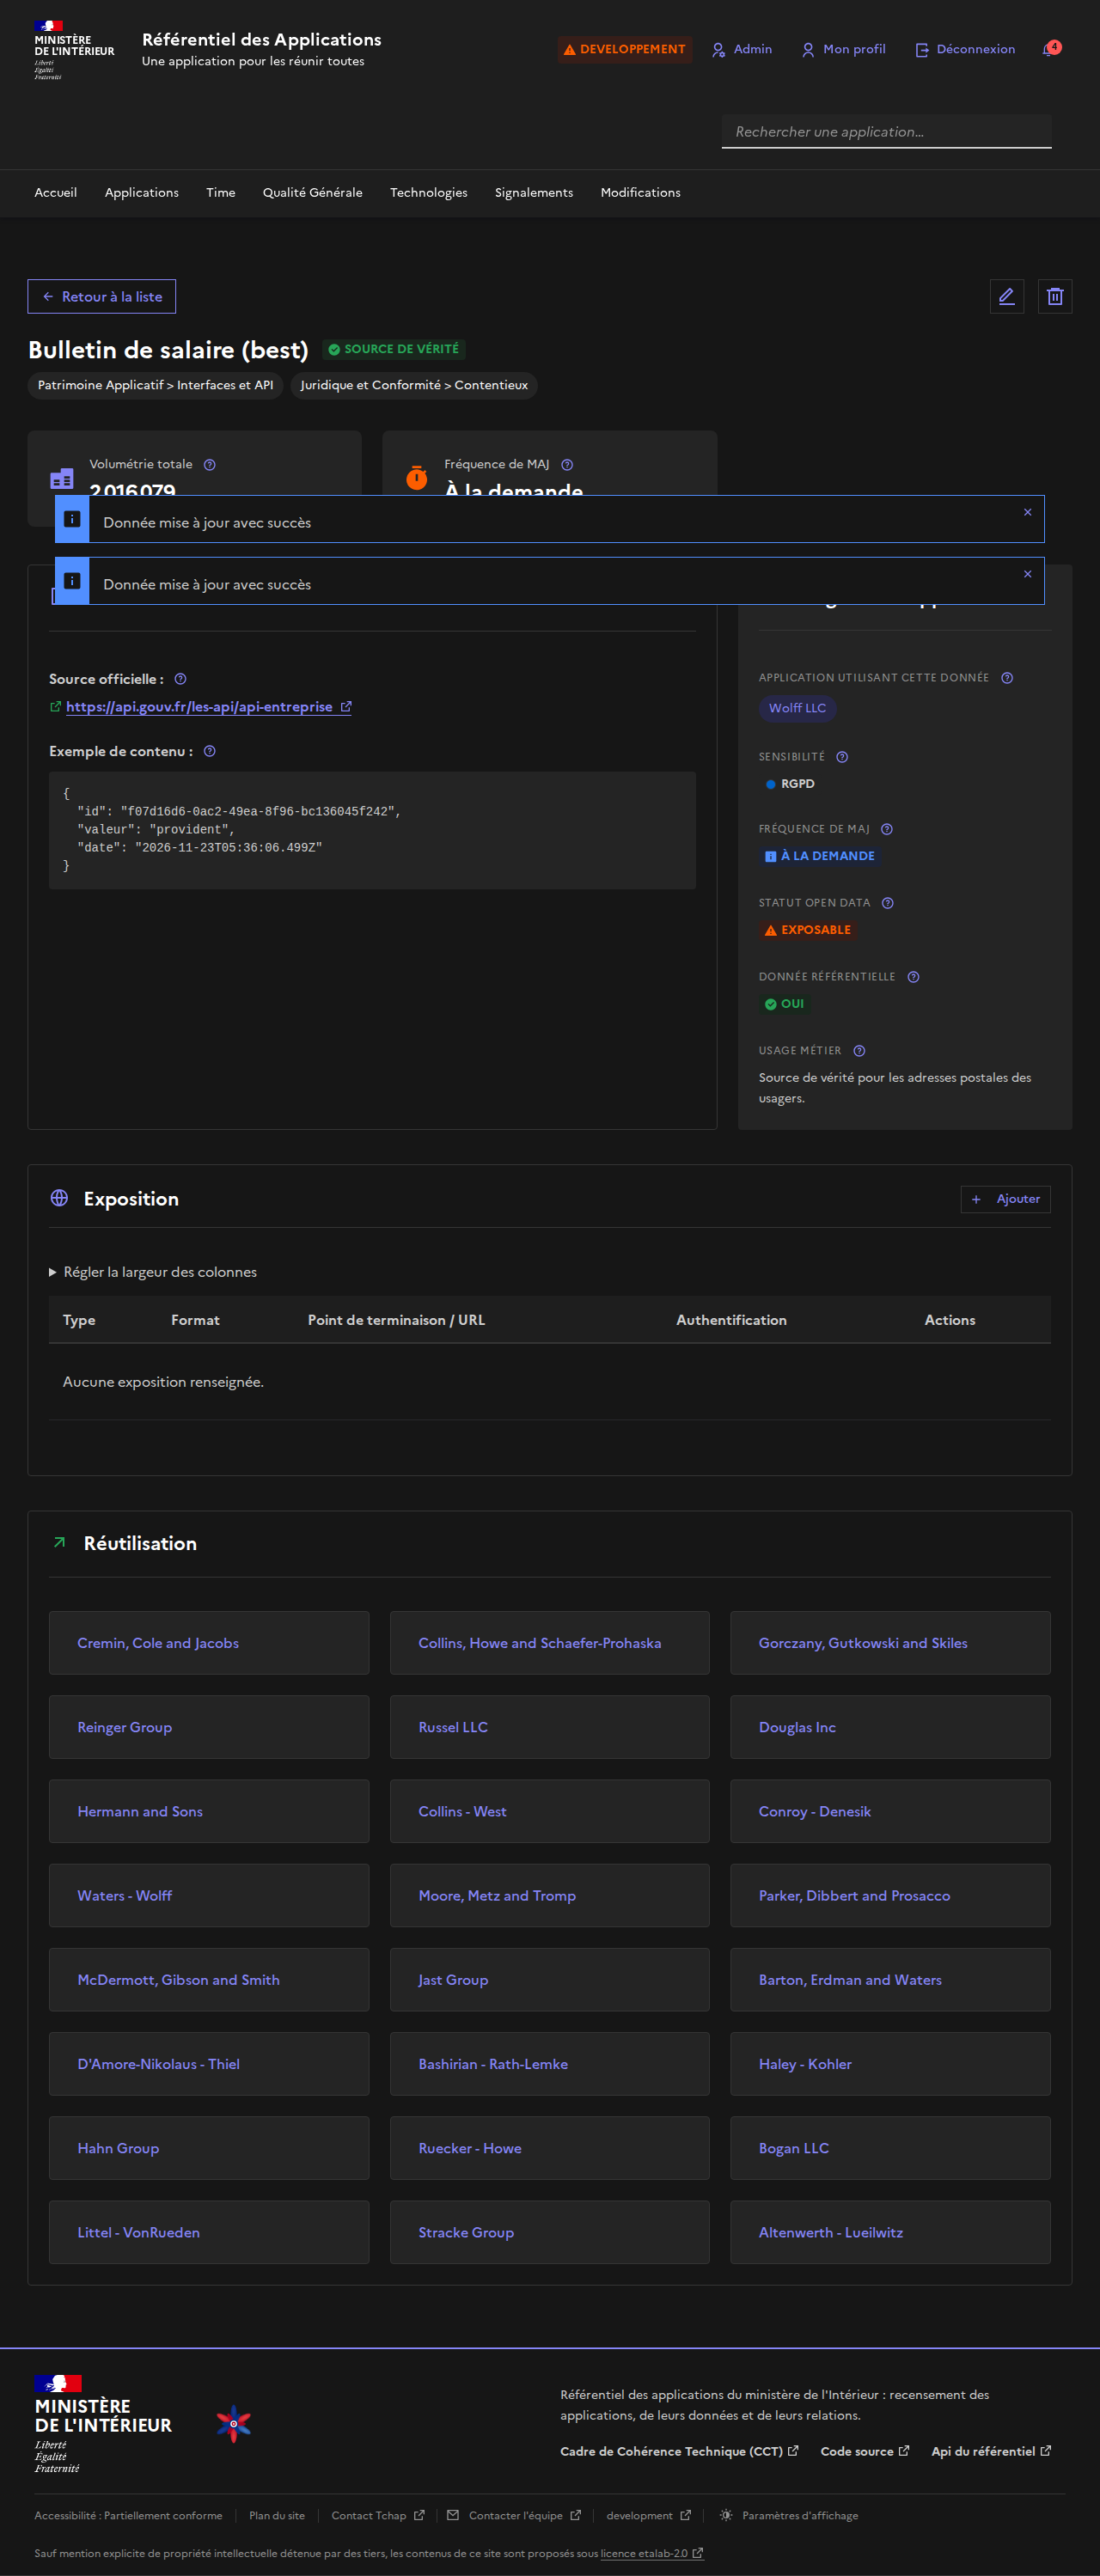 MINISTÈRE
DE L'INTÉRIEUR
Liberté
Égalité
Fraternité
Référentiel des Applications
Une application pour les réunir toutes
DEVELOPPEMENT
Admin
Mon profil
Déconnexion
4
Rechercher une application...
Accueil
Applications
Time
Qualité Générale
Technologies
Signalements
Modifications
Retour à la liste
Bulletin de salaire (best)
SOURCE DE VÉRITÉ
Patrimoine Applicatif > Interfaces et API
Juridique et Conformité > Contentieux
Volumétrie totale
2 016 079
Fréquence de MAJ
À la demande
Donnée mise à jour avec succès
Donnée mise à jour avec succès
Source officielle :
https://api.gouv.fr/les-api/api-entreprise
Exemple de contenu :
{
"id": "f07d16d6-0ac2-49ea-8f96-bc136045f242",
"valeur": "provident",
"date": "2026-11-23T05:36:06.499Z"
}
APPLICATION UTILISANT CETTE DONNÉE
Wolff LLC
SENSIBILITÉ
RGPD
FRÉQUENCE DE MAJ
À LA DEMANDE
STATUT OPEN DATA
EXPOSABLE
DONNÉE RÉFÉRENTIELLE
OUI
USAGE MÉTIER
Source de vérité pour les adresses postales des
usagers.
Exposition
Ajouter
Régler la largeur des colonnes
Type
Format
Point de terminaison / URL
Authentification
Actions
Aucune exposition renseignée.
Réutilisation
Cremin, Cole and Jacobs
Collins, Howe and Schaefer-Prohaska
Gorczany, Gutkowski and Skiles
Reinger Group
Russel LLC
Douglas Inc
Hermann and Sons
Collins - West
Conroy - Denesik
Waters - Wolff
Moore, Metz and Tromp
Parker, Dibbert and Prosacco
McDermott, Gibson and Smith
Jast Group
Barton, Erdman and Waters
D'Amore-Nikolaus - Thiel
Bashirian - Rath-Lemke
Haley - Kohler
Hahn Group
Ruecker - Howe
Bogan LLC
Littel - VonRueden
Stracke Group
Altenwerth - Lueilwitz
MINISTÈRE
DE L'INTÉRIEUR
Liberté
Égalité
Fraternité
Référentiel des applications du ministère de l'Intérieur : recensement des
applications, de leurs données et de leurs relations.
Cadre de Cohérence Technique (CCT)
Code source
Api du référentiel
Accessibilité : Partiellement conforme
Plan du site
Contact Tchap
Contacter l'équipe
development
Paramètres d'affichage
Sauf mention explicite de propriété intellectuelle détenue par des tiers, les contenus de ce site sont proposés sous licence etalab-2.0